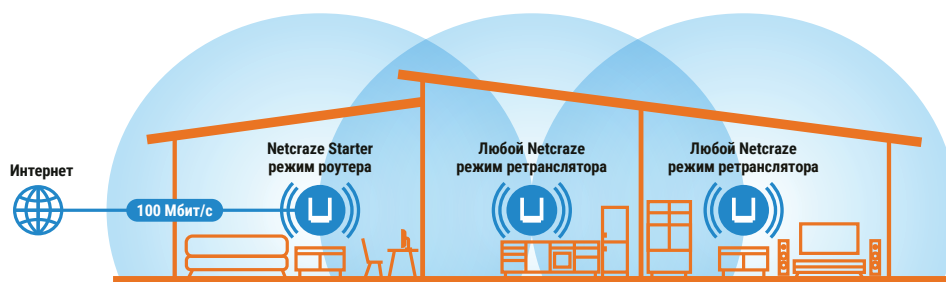 Netcraze Starter
режим роутера
Любой Netcraze
режим ретранслятора
Любой Netcraze
режим ретранслятора
Интернет
100 Мбит/с